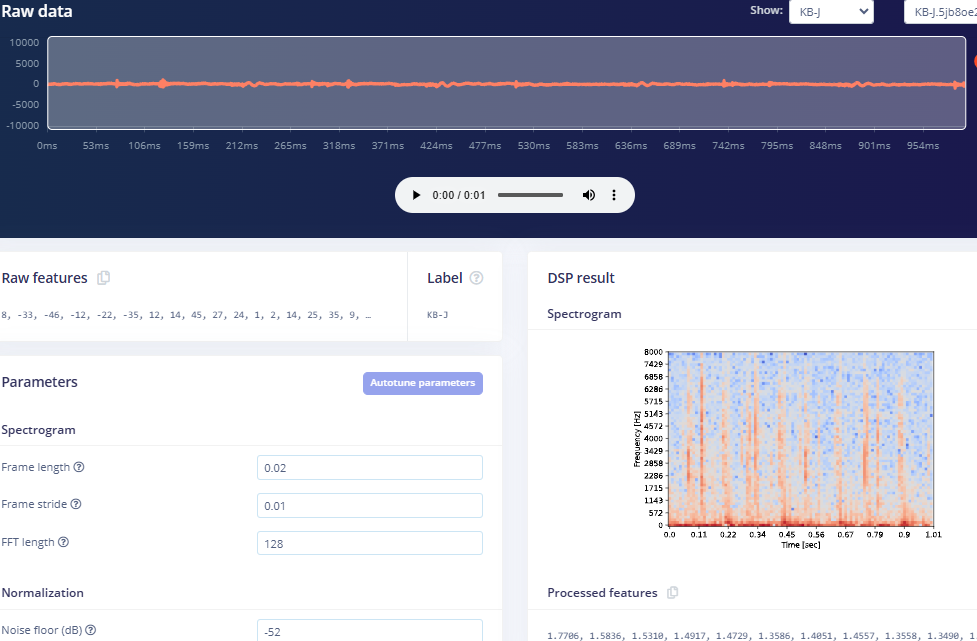 Raw data
Show: KB-J
10000
5000
0
-5000
-10000
0ms 53ms 106ms 159ms 212ms 265ms 318ms 371ms 424ms 477ms 530ms 583ms 636ms 689ms 742ms 795ms 848ms 901ms 954ms
0:00 / 0:01
Raw features
8, -33, -46, -12, -22, -35, 12, 14, 45, 27, 24, 1, 2, 14, 25, 35, 9, …
Label
KB-J
Parameters
Autotune parameters
Spectrogram
Frame length 0.02
Frame stride 0.01
FFT length 128
Normalization
Noise floor (dB) -52
DSP result
Spectrogram
8000
7429
6858
6286
5715
5143
4572
4000
3429
2858
2286
1715
1143
572
0
Frequency [Hz]
0.0 0.11 0.22 0.34 0.45 0.56 0.67 0.79 0.9 1.01
Time [sec]
Processed features
1.7706, 1.5836, 1.5310, 1.4917, 1.4729, 1.3586, 1.4051, 1.4557, 1.3558, 1.3490,